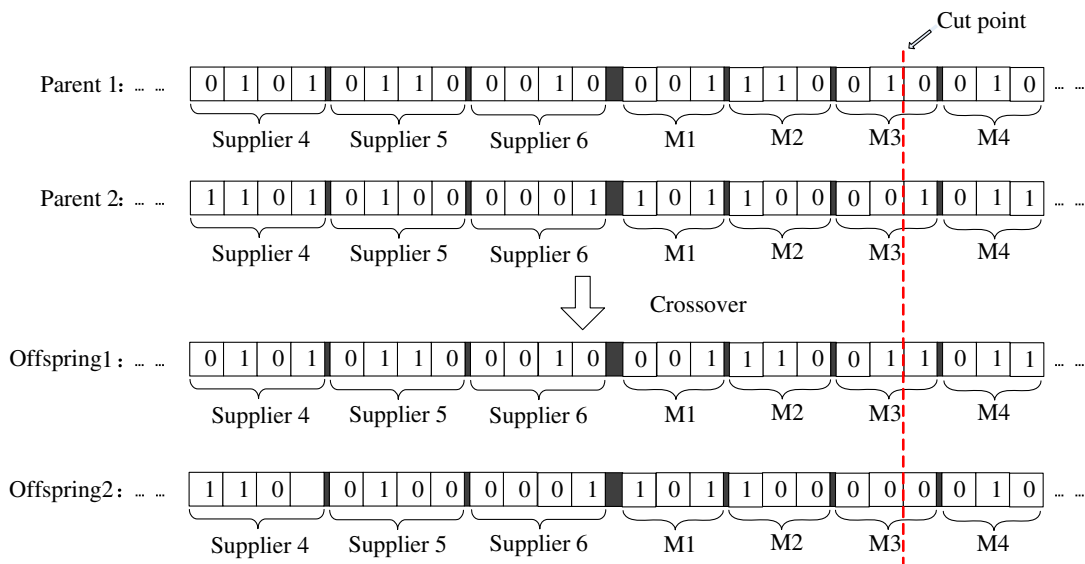 Cut point
Parent 1: ... ... 0 1 0 1 0 1 1 0 0 0 1 0 0 0 1 1 1 0 0 1 0 0 1 0 ... ...
Supplier 4 Supplier 5 Supplier 6 M1 M2 M3 M4
Parent 2: ... ... 1 1 0 1 0 1 0 0 0 0 0 1 1 0 1 1 0 0 0 0 1 0 1 1 ... ...
Supplier 4 Supplier 5 Supplier 6 M1 M2 M3 M4
Crossover
Offspring1: ... ... 0 1 0 1 0 1 1 0 0 0 1 0 0 0 1 1 1 0 0 1 1 0 1 1 ... ...
Supplier 4 Supplier 5 Supplier 6 M1 M2 M3 M4
Offspring2: ... ... 1 1 0 0 1 0 0 0 0 0 1 1 0 1 1 0 0 0 0 0 0 1 0 ... ...
Supplier 4 Supplier 5 Supplier 6 M1 M2 M3 M4